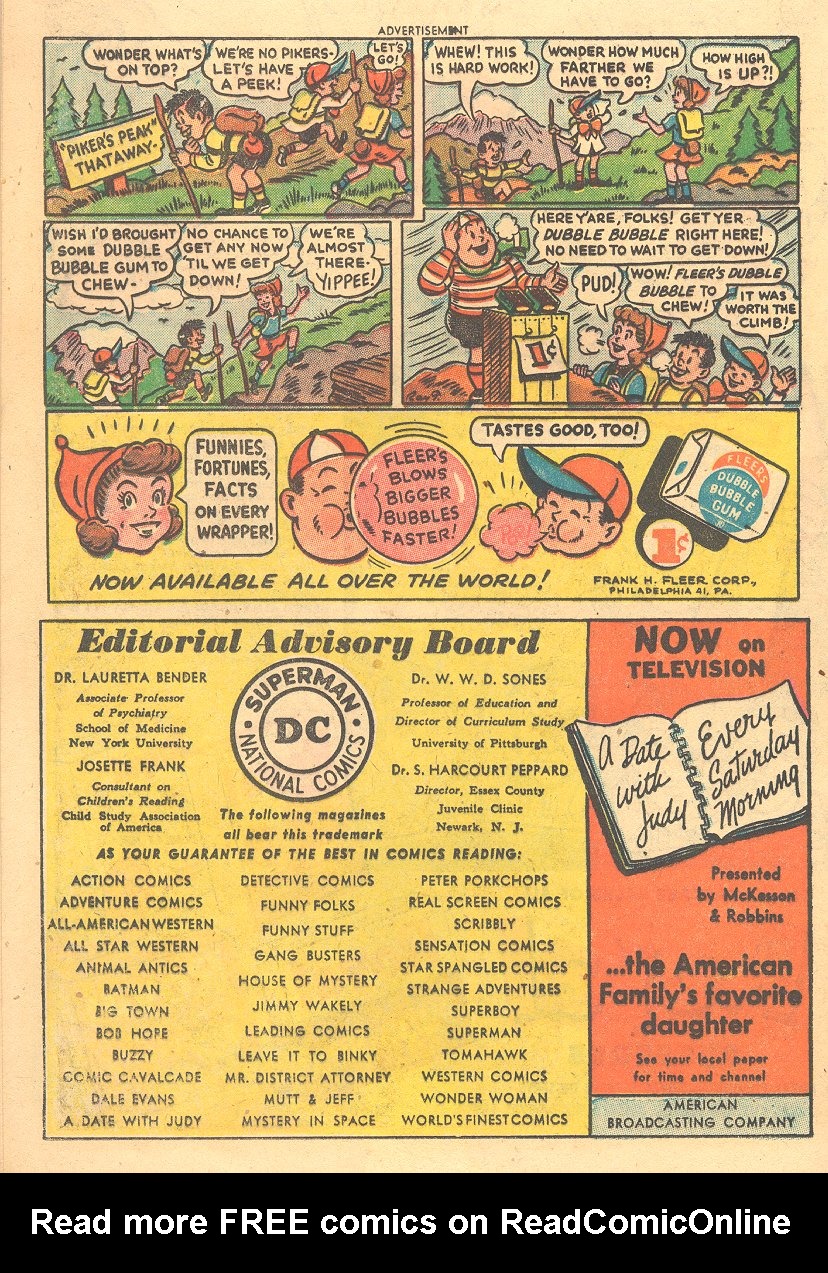 ADVERTISEMENT
WONDER WHAT'S
ON TOP?
WE'RE NO PIKERS-
LET'S HAVE
A PEEK!
LET'S
GO!
"PIKER'S PEAK"
THATAWAY-
WHEW! THIS
IS HARD WORK!
WONDER HOW MUCH
FARTHER WE
HAVE TO GO?
HOW HIGH
IS UP?!
WISH I'D BROUGHT
SOME DUBBLE
BUBBLE GUM TO
CHEW-
NO CHANCE TO
GET ANY NOW
'TIL WE GET
DOWN!
WE'RE
ALMOST
THERE-
YIPPEE!
HERE Y'ARE, FOLKS! GET YER
DUBBLE BUBBLE RIGHT HERE!
NO NEED TO WAIT TO GET DOWN!
PUD!
WOW! FLEER'S DUBBLE
BUBBLE TO
CHEW!
IT WAS
WORTH THE
CLIMB!
1¢
FUNNIES,
FORTUNES,
FACTS
ON EVERY
WRAPPER!
FLEER'S
BLOWS
BIGGER
BUBBLES
FASTER!
TASTES GOOD, TOO!
POP!
FLEERS
DUBBLE
BUBBLE
GUM
1¢
NOW AVAILABLE ALL OVER THE WORLD!
FRANK H. FLEER CORP.,
PHILADELPHIA 41, PA.
Editorial Advisory Board
DR. LAURETTA BENDER
Associate Professor
of Psychiatry
School of Medicine
New York University
JOSETTE FRANK
Consultant on
Children's Reading
Child Study Association
of America
SUPERMAN
DC
NATIONAL COMICS
The following magazines
all bear this trademark
Dr. W. W. D. SONES
Professor of Education and
Director of Curriculum Study
University of Pittsburgh
Dr. S. HARCOURT PEPPARD
Director, Essex County
Juvenile Clinic
Newark, N. J.
AS YOUR GUARANTEE OF THE BEST IN COMICS READING:
ACTION COMICS
ADVENTURE COMICS
ALL-AMERICAN WESTERN
ALL STAR WESTERN
ANIMAL ANTICS
BATMAN
BIG TOWN
BOB HOPE
BUZZY
COMIC CAVALCADE
DALE EVANS
A DATE WITH JUDY
DETECTIVE COMICS
FUNNY FOLKS
FUNNY STUFF
GANG BUSTERS
HOUSE OF MYSTERY
JIMMY WAKELY
LEADING COMICS
LEAVE IT TO BINKY
MR. DISTRICT ATTORNEY
MUTT & JEFF
MYSTERY IN SPACE
PETER PORKCHOPS
REAL SCREEN COMICS
SCRIBBLY
SENSATION COMICS
STAR SPANGLED COMICS
STRANGE ADVENTURES
SUPERBOY
SUPERMAN
TOMAHAWK
WESTERN COMICS
WONDER WOMAN
WORLD'S FINEST COMICS
NOW on
TELEVISION
A Date
with
Judy
Every
Saturday
Morning
Presented
by McKesson
& Robbins
...the American
Family's favorite
daughter
See your local paper
for time and channel
AMERICAN
BROADCASTING COMPANY
Read more FREE comics on ReadComicOnline